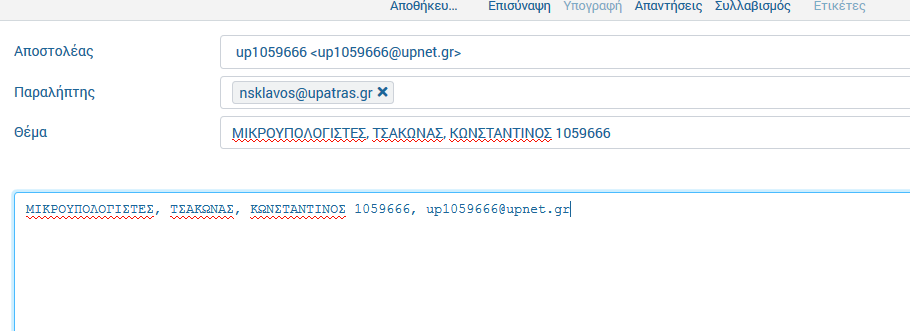 Αποθήκευ... Επισύναψη Υπογραφή Απαντήσεις Συλλαβισμός Ετικέτες
Αποστολέας up1059666 <up1059666@upnet.gr>
Παραλήπτης nsklavos@upatras.gr ×
Θέμα ΜΙΚΡΟΥΠΟΛΟΓΙΣΤΕΣ, ΤΣΑΚΩΝΑΣ, ΚΩΝΣΤΑΝΤΙΝΟΣ 1059666
ΜΙΚΡΟΥΠΟΛΟΓΙΣΤΕΣ, ΤΣΑΚΩΝΑΣ, ΚΩΝΣΤΑΝΤΙΝΟΣ 1059666, up1059666@upnet.gr